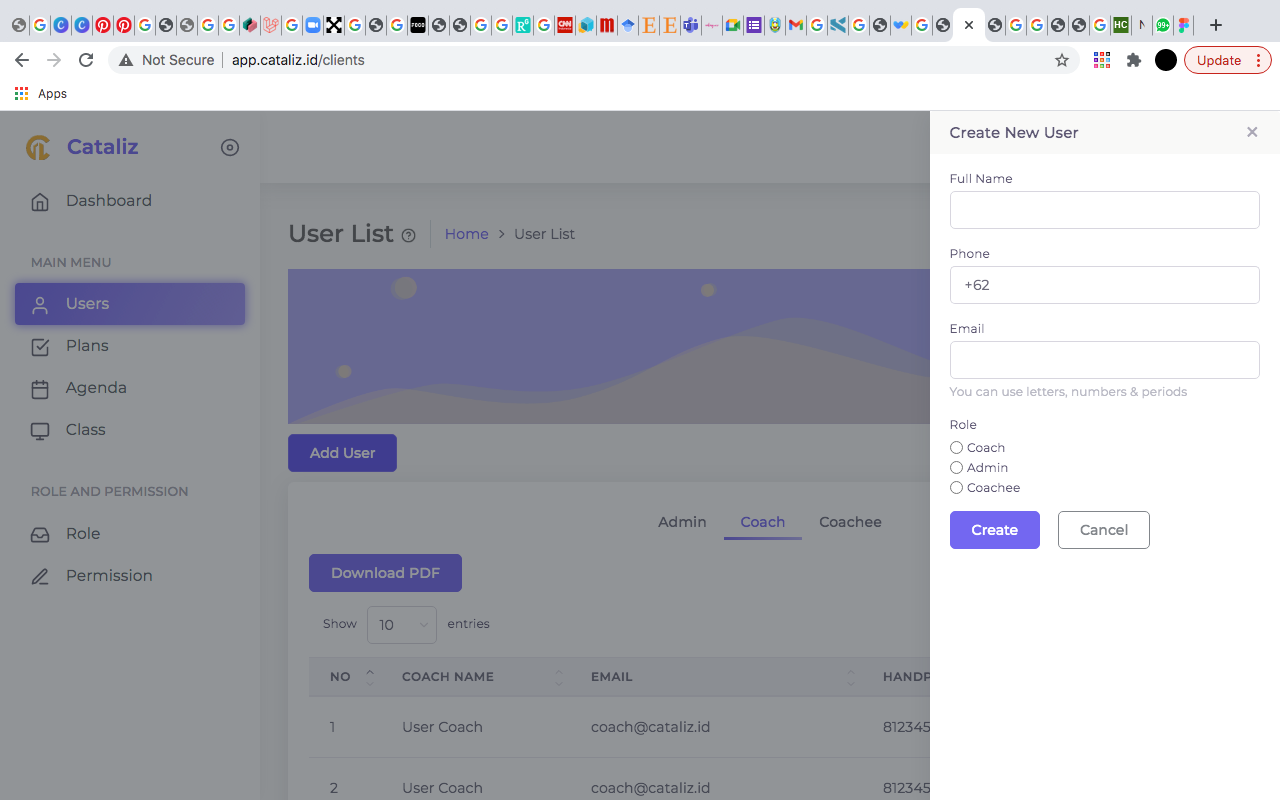 Not Secure
app.cataliz.id/clients
Update
Apps
Cataliz
Dashboard
MAIN MENU
Users
Plans
Agenda
Class
ROLE AND PERMISSION
Role
Permission
User List
Home
User List
Add User
Admin
Coach
Coachee
Download PDF
Show
10
entries
NO
COACH NAME
EMAIL
1
User Coach
coach@cataliz.id
2
User Coach
coach@cataliz.id
Create New User
Full Name
Phone
+62
Email
You can use letters, numbers & periods
Role
Coach
Admin
Coachee
Create
Cancel